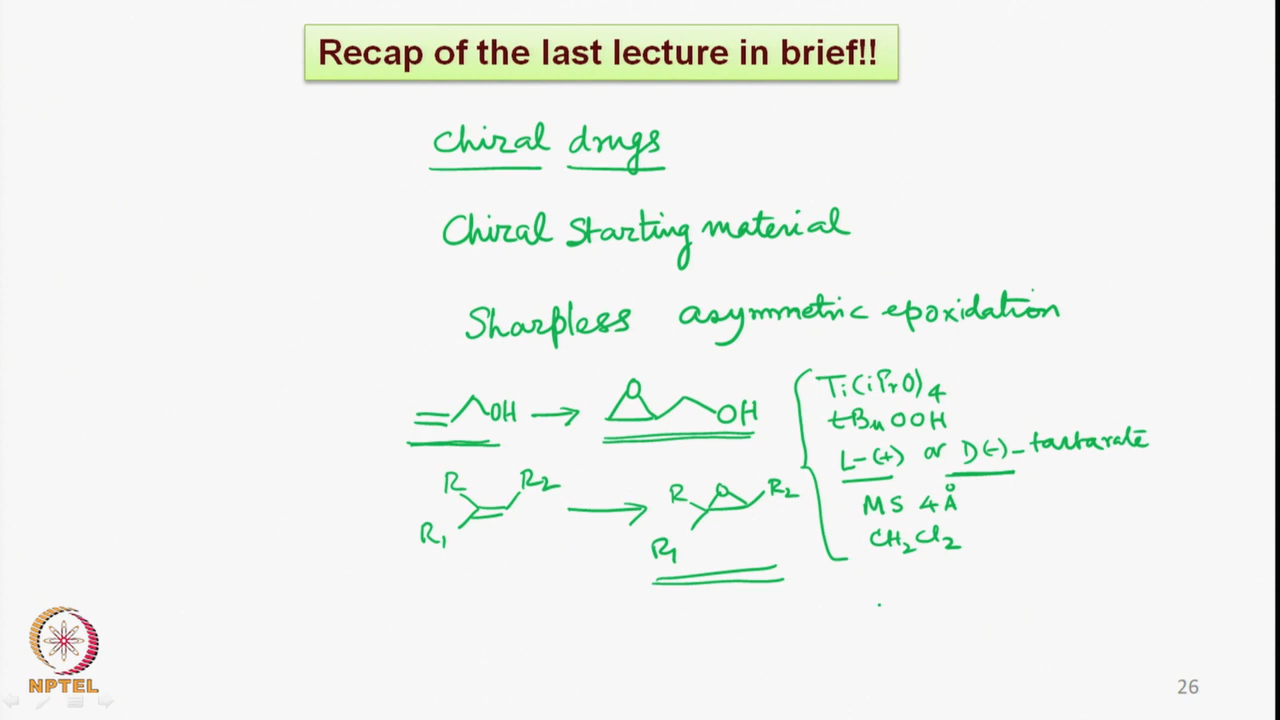 Recap of the last lecture in brief!!
Chiral drugs
Chiral Starting material
Sharpless asymmetric epoxidation
OH → O OH
Ti(iPrO)4
tBuOOH
L-(+) or D(-)-tartarate
MS 4Å
CH2Cl2
R R2 → R O R2
R1 R1
NPTEL
26